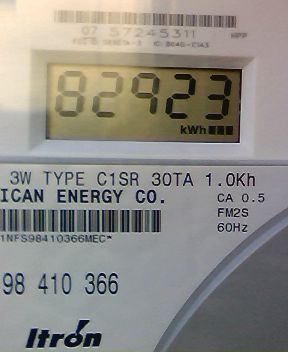 07 57245311
HPP
82923
kWh
3W TYPE C1SR 30TA 1.0Kh
ICAN ENERGY CO.
CA 0.5
FM2S
60Hz
1NFS98410366MEC*
98 410 366
Itron